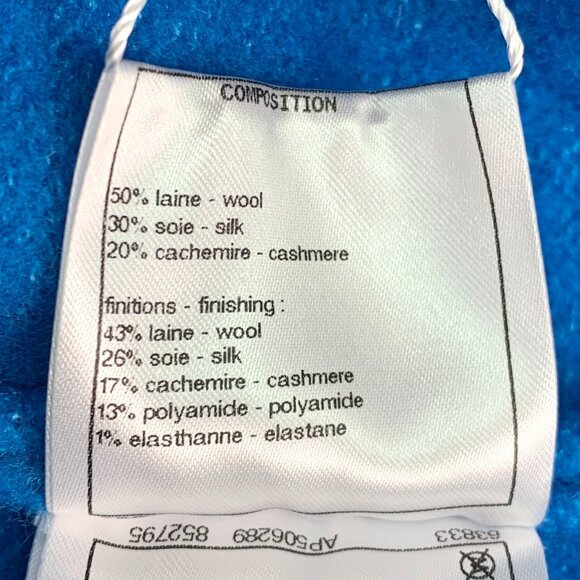 COMPOSITION
50% laine - wool
30% soie - silk
20% cachemire - cashmere
finitions - finishing :
43% laine - wool
26% soie - silk
17% cachemire - cashmere
13% polyamide - polyamide
1% elasthanne - elastane
63833 AP506289 852795